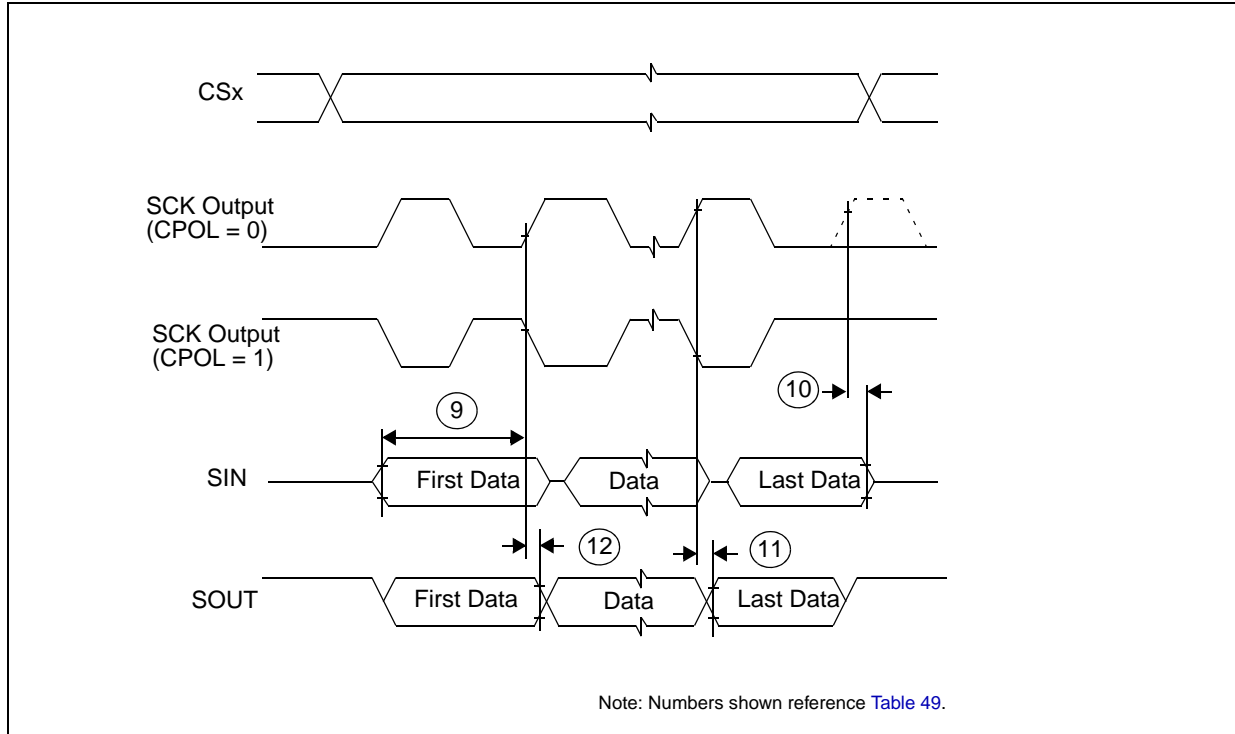 CSx
SCK Output
(CPOL = 0)
SCK Output
(CPOL = 1)
10
9
SIN
First Data
Data
Last Data
12
11
SOUT
First Data
Data
Last Data
Note: Numbers shown reference Table 49.